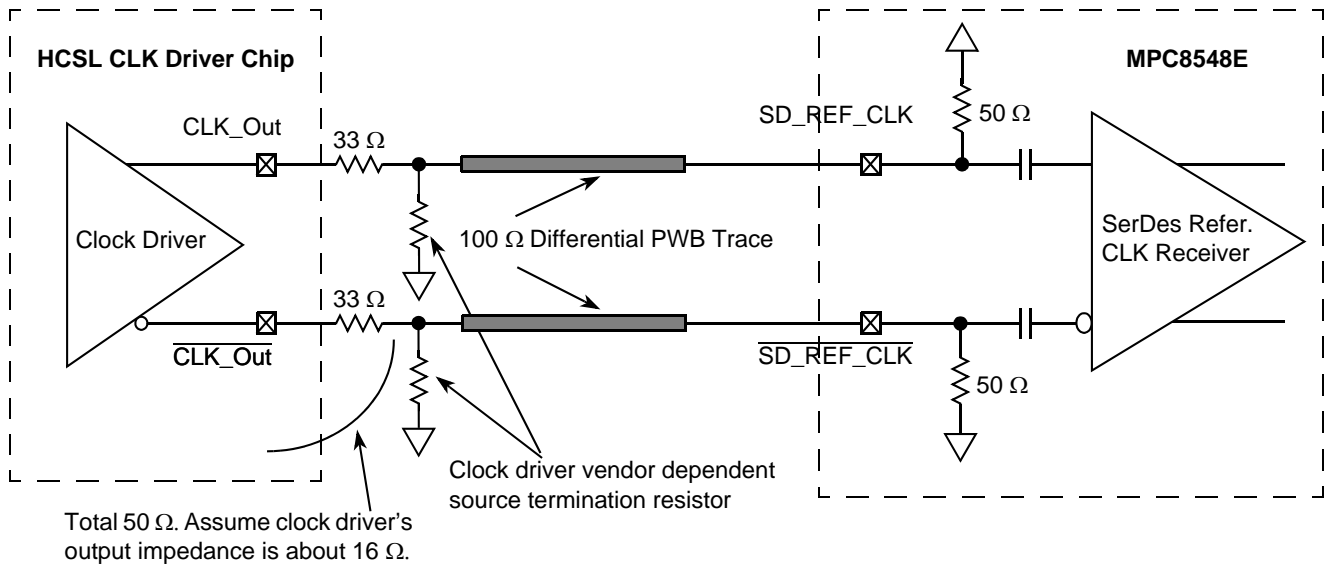 HCSL CLK Driver Chip
MPC8548E
CLK_Out
33 Ω
SD_REF_CLK
50 Ω
Clock Driver
100 Ω Differential PWB Trace
SerDes Refer.
CLK Receiver
33 Ω
CLK_Out
SD_REF_CLK
50 Ω
Clock driver vendor dependent
source termination resistor
Total 50 Ω. Assume clock driver's
output impedance is about 16 Ω.